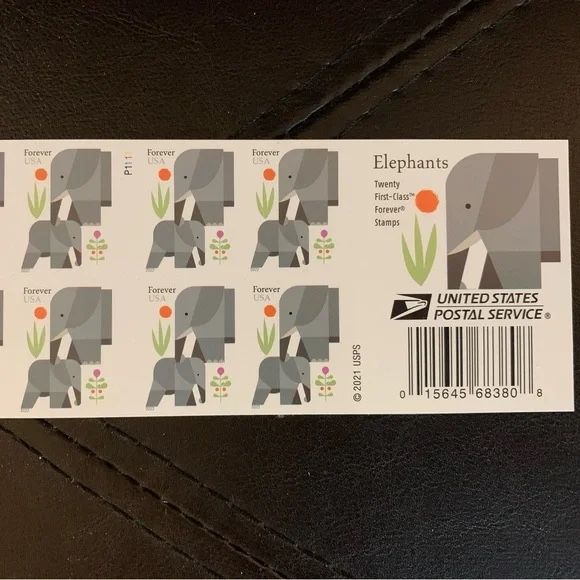 Forever
USA
P1111
Forever
USA
Forever
USA
Forever
USA
Forever
USA
Forever
USA
Elephants
Twenty
First-Class™
Forever®
Stamps
UNITED STATES
POSTAL SERVICE®
© 2021 USPS
0 15645 68380 8